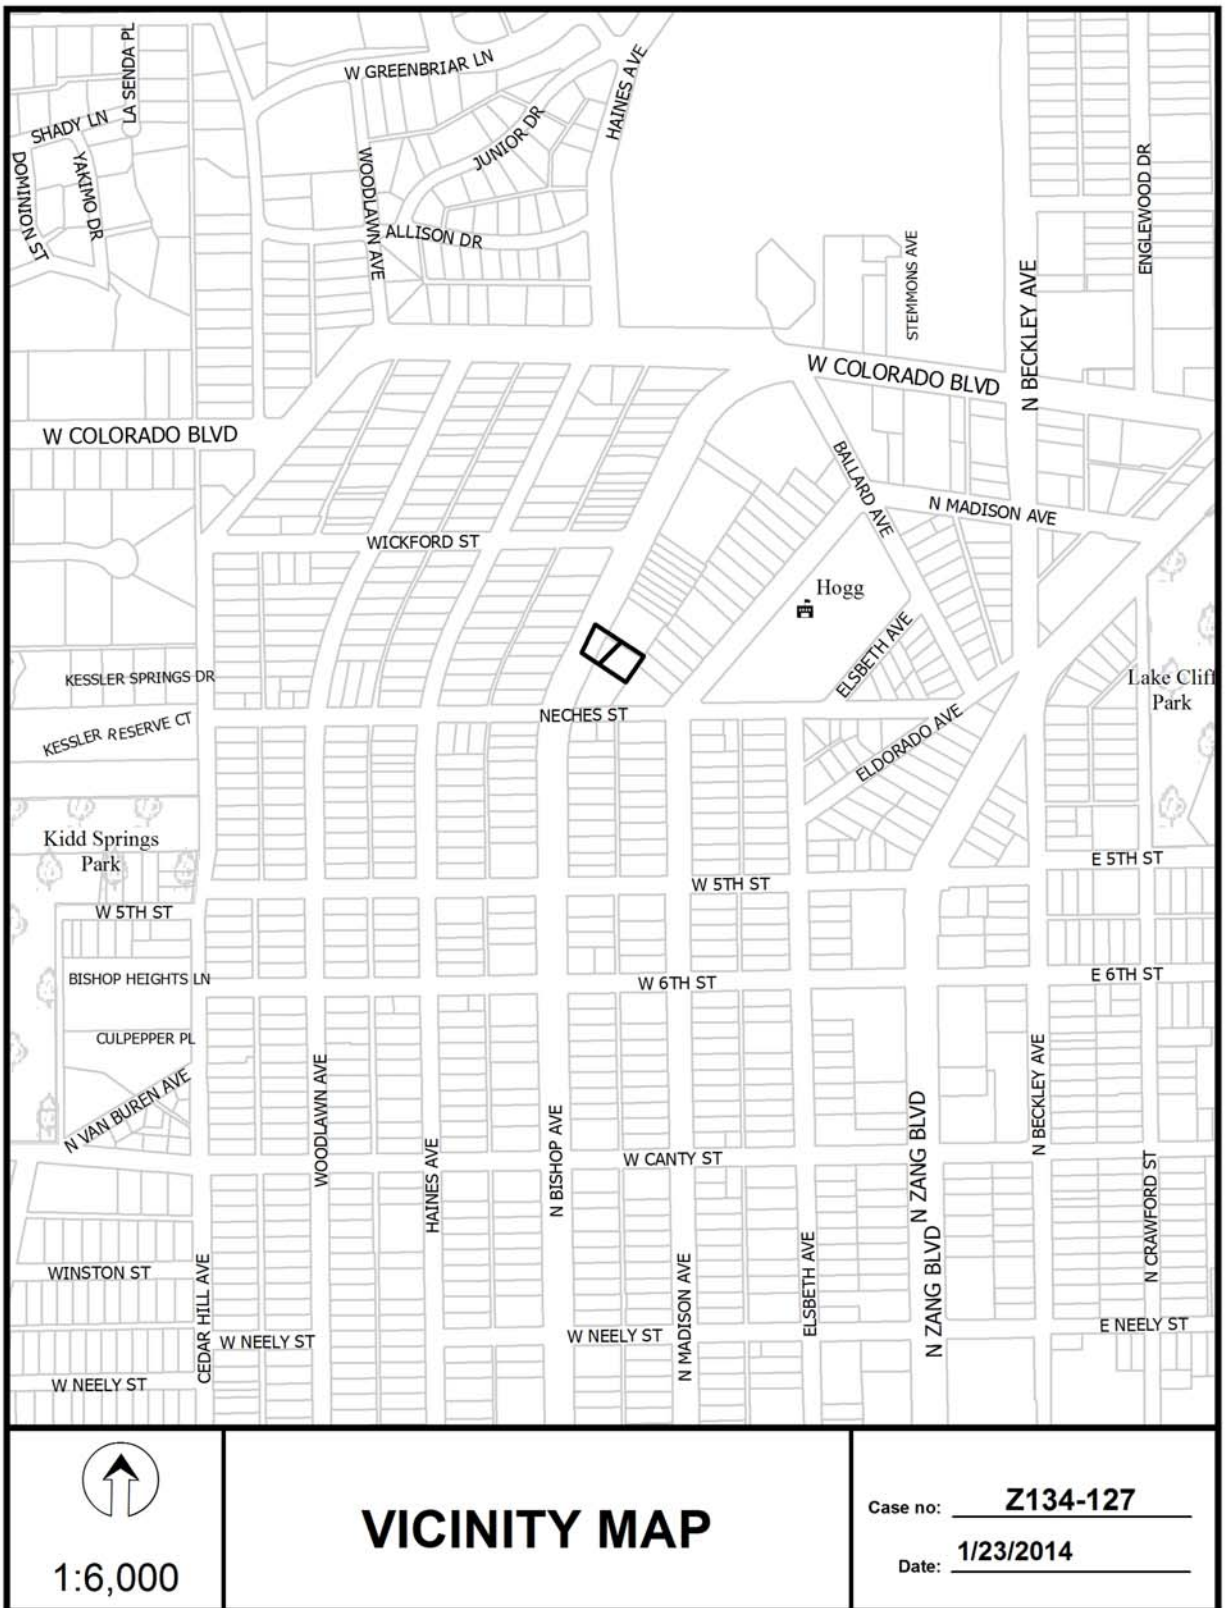 LA SENDA PL
W GREENBRIAR LN
HAINES AVE
SHADY LN
JUNIOR DR
DOMINION ST
YAKIMO DR
WOODLAWN AVE
ENGLEWOOD DR
ALLISON DR
STEMMONS AVE
N BECKLEY AVE
W COLORADO BLVD
W COLORADO BLVD
BALLARD AVE
N MADISON AVE
WICKFORD ST
Hogg
ELSBETH AVE
KESSLER SPRINGS DR
Lake Cliff
Park
NECHES ST
KESSLER RESERVE CT
ELDORADO AVE
Kidd Springs
Park
E 5TH ST
W 5TH ST
W 5TH ST
BISHOP HEIGHTS LN
W 6TH ST
E 6TH ST
CULPEPPER PL
N VAN BUREN AVE
WOODLAWN AVE
N BECKLEY AVE
N BISHOP AVE
N ZANG BLVD
HAINES AVE
W CANTY ST
N CRAWFORD ST
WINSTON ST
CEDAR HILL AVE
N MADISON AVE
ELSBETH AVE
N ZANG BLVD
W NEELY ST
W NEELY ST
E NEELY ST
W NEELY ST
1:6,000
VICINITY MAP
Case no: Z134-127
Date: 1/23/2014